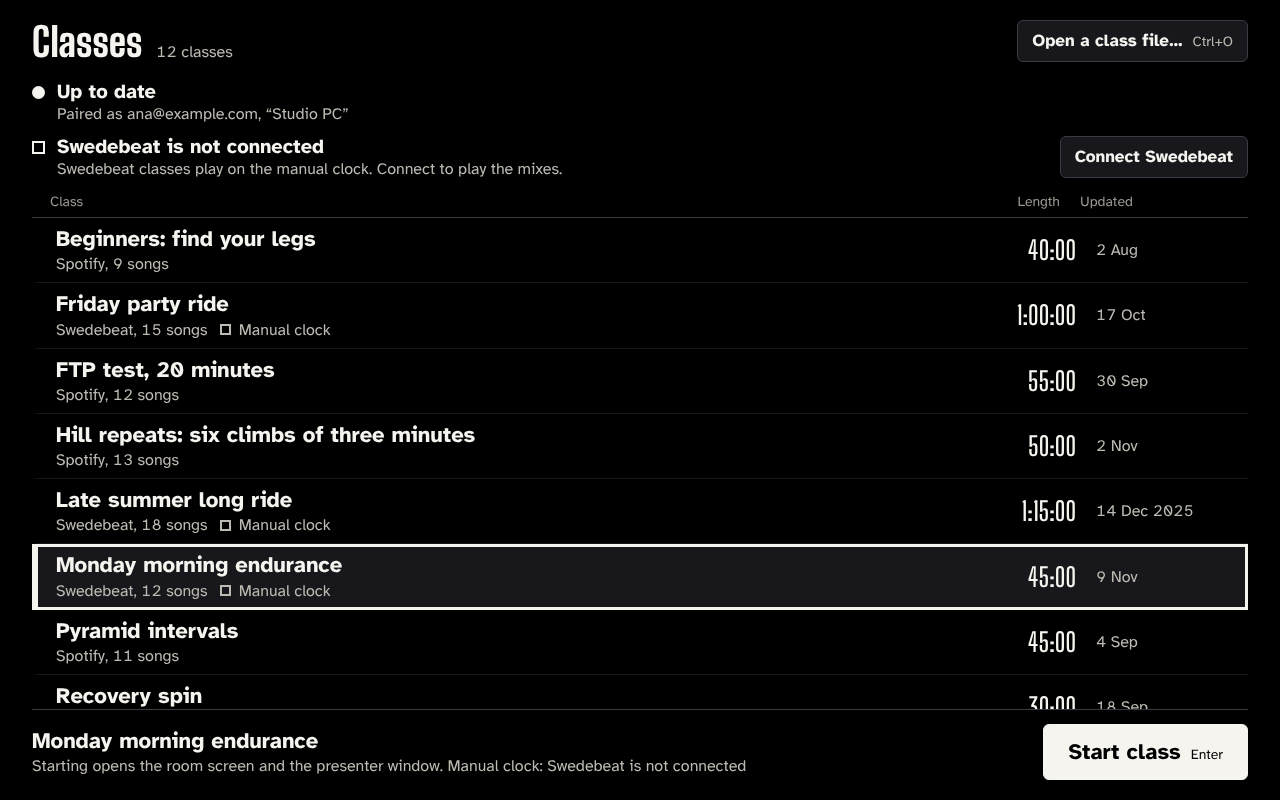 Classes 12 classes Open a class file... Ctrl+O
Up to date
Paired as ana@example.com, “Studio PC”
Swedebeat is not connected
Swedebeat classes play on the manual clock. Connect to play the mixes.
Connect Swedebeat
Class Length Updated
Beginners: find your legs
Spotify, 9 songs
40:00 2 Aug
Friday party ride
Swedebeat, 15 songs Manual clock
1:00:00 17 Oct
FTP test, 20 minutes
Spotify, 12 songs
55:00 30 Sep
Hill repeats: six climbs of three minutes
Spotify, 13 songs
50:00 2 Nov
Late summer long ride
Swedebeat, 18 songs Manual clock
1:15:00 14 Dec 2025
Monday morning endurance
Swedebeat, 12 songs Manual clock
45:00 9 Nov
Pyramid intervals
Spotify, 11 songs
45:00 4 Sep
Recovery spin
30:00 18 Sep
Monday morning endurance
Starting opens the room screen and the presenter window. Manual clock: Swedebeat is not connected
Start class Enter